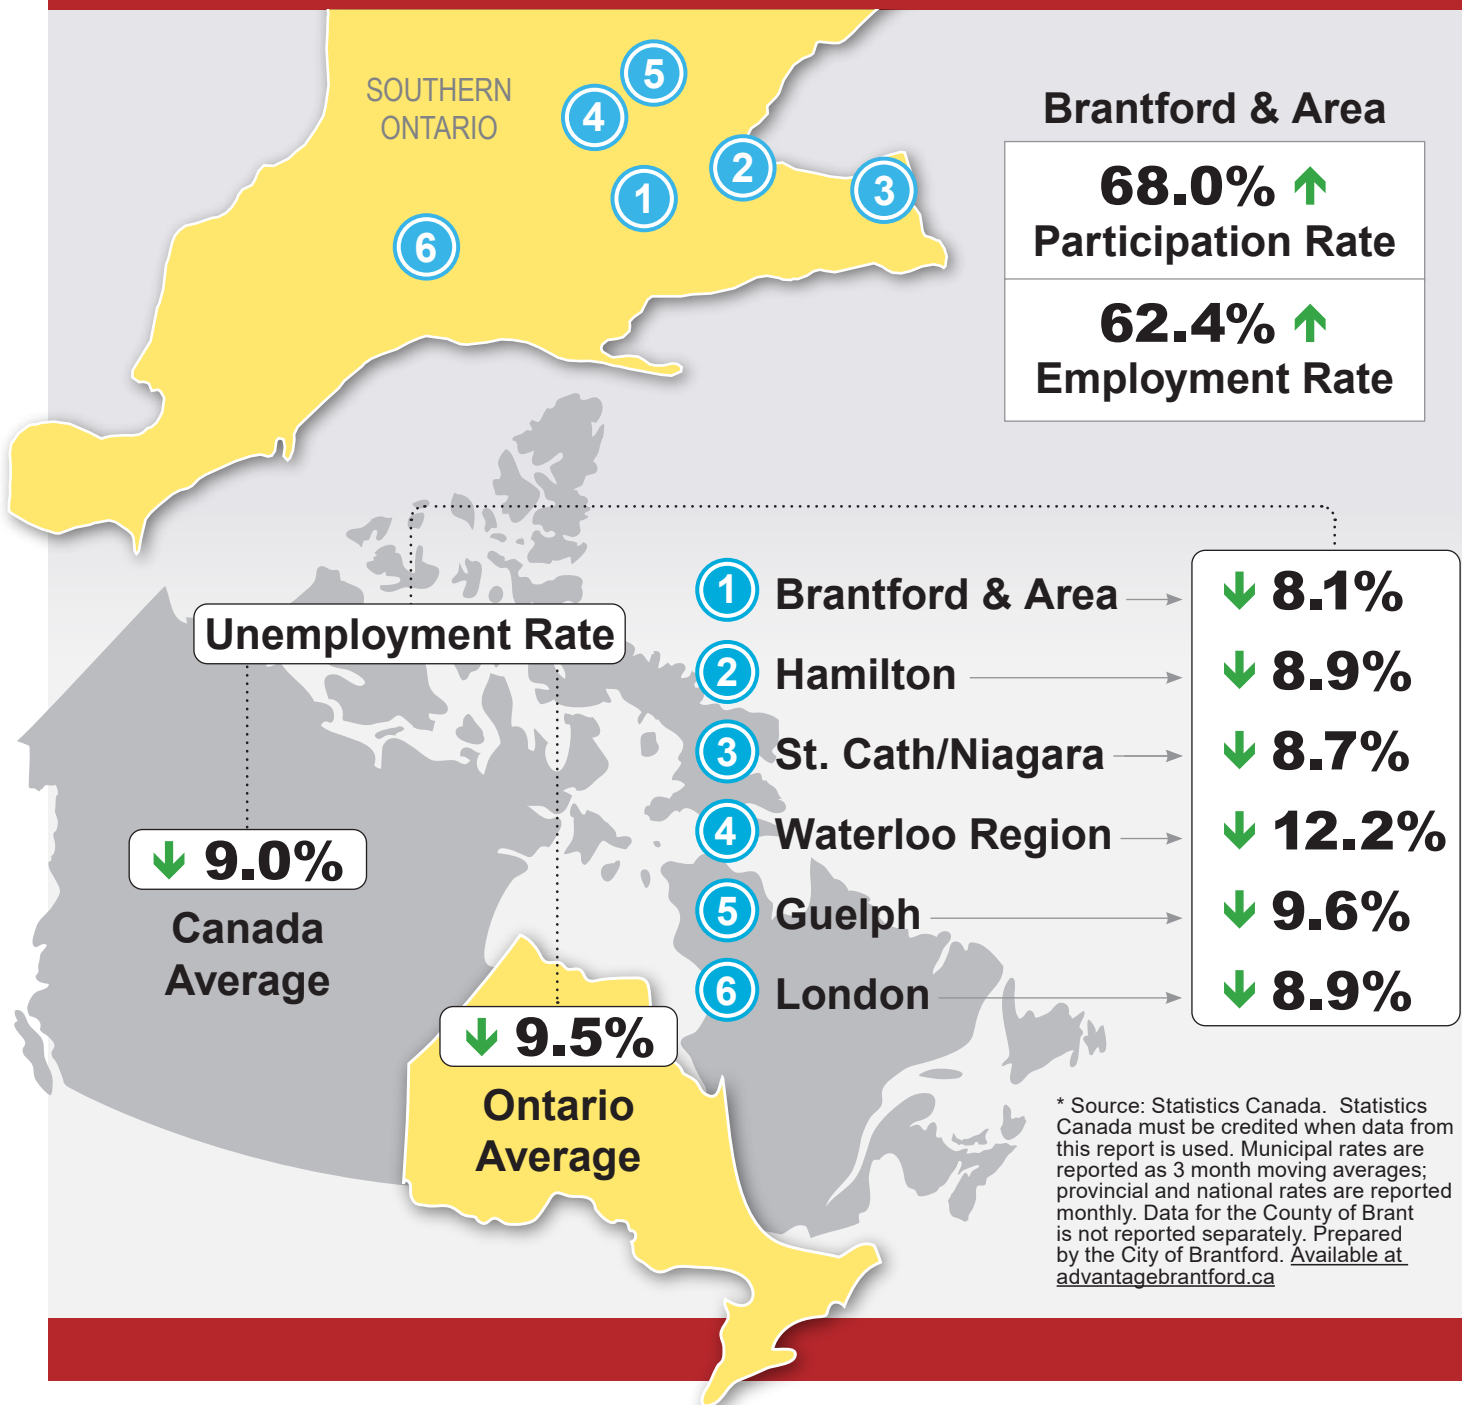 SOUTHERN
ONTARIO
5
4
2
1
3
6
Brantford & Area
68.0%
Participation Rate
62.4%
Employment Rate
Unemployment Rate
1 Brantford & Area 8.1%
2 Hamilton 8.9%
3 St. Cath/Niagara 8.7%
4 Waterloo Region 12.2%
5 Guelph 9.6%
6 London 8.9%
9.0%
Canada
Average
9.5%
Ontario
Average
* Source: Statistics Canada.  Statistics
Canada must be credited when data from
this report is used. Municipal rates are
reported as 3 month moving averages;
provincial and national rates are reported
monthly. Data for the County of Brant
is not reported separately. Prepared
by the City of Brantford. Available at
advantagebrantford.ca